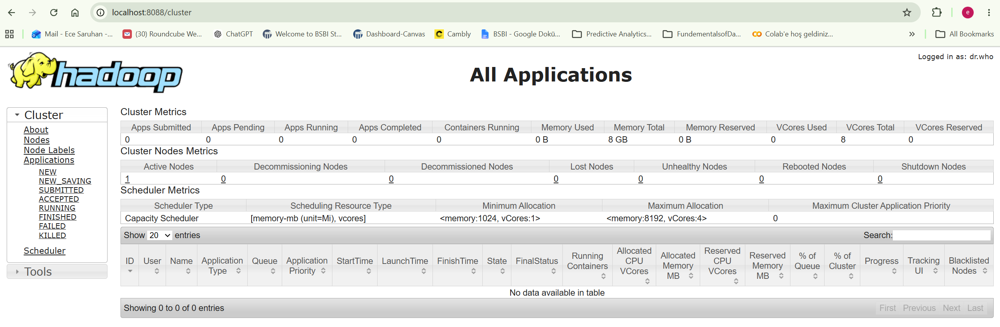 localhost:8088/cluster
e
Mail - Ece Saruhan -...
(30) Roundcube We...
ChatGPT
Welcome to BSBI St...
Dashboard-Canvas
Cambly
BSBI - Google Dokü...
Predictive Analytics...
FundementalsofDa...
Colab'e hoş geldiniz...
All Bookmarks
hadoop
All Applications
Logged in as: dr.who
Cluster
About
Nodes
Node Labels
Applications
NEW
NEW_SAVING
SUBMITTED
ACCEPTED
RUNNING
FINISHED
FAILED
KILLED
Scheduler
Tools
Cluster Metrics
Apps Submitted Apps Pending Apps Running Apps Completed Containers Running Memory Used Memory Total Memory Reserved VCores Used VCores Total VCores Reserved
0 0 0 0 0 0 B 8 GB 0 B 0 8 0
Cluster Nodes Metrics
Active Nodes Decommissioning Nodes Decommissioned Nodes Lost Nodes Unhealthy Nodes Rebooted Nodes Shutdown Nodes
1 0 0 0 0 0 0
Scheduler Metrics
Scheduler Type Scheduling Resource Type Minimum Allocation Maximum Allocation Maximum Cluster Application Priority
Capacity Scheduler [memory-mb (unit=Mi), vcores] <memory:1024, vCores:1> <memory:8192, vCores:4> 0
Show 20 entries Search:
ID User Name Application Type Queue Application Priority StartTime LaunchTime FinishTime State FinalStatus Running Containers Allocated CPU VCores Allocated Memory MB Reserved CPU VCores Reserved Memory MB % of Queue % of Cluster Progress Tracking UI Blacklisted Nodes
No data available in table
Showing 0 to 0 of 0 entries First Previous Next Last